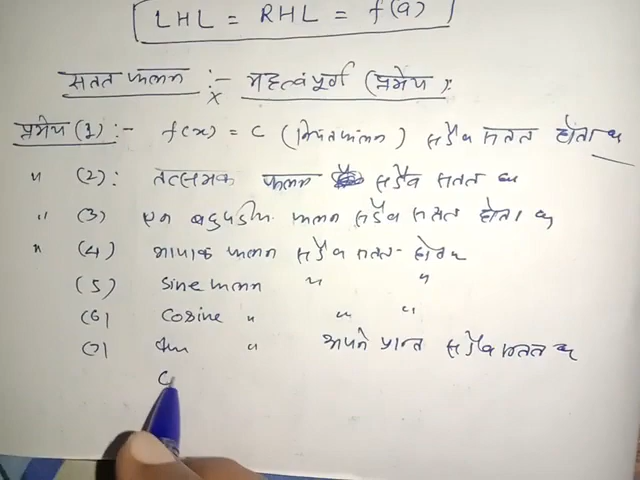 LHL = RHL = f(a)
सतत फलन :- महत्वपूर्ण (प्रमेय):
x
प्रमेय (1) :- f(x) = C (नियतफलन) सदैव सतत होता है
" (2): तत्समक फलन सदैव सतत है
" (3) एक बहुपदीय फलन सदैव सतत होता है
" (4) मापांक फलन सदैव सतत होता है
(5) Sine फलन " "
(6) Cosine " " "
(7) " अपने प्रान्त सदैव सतत है
C